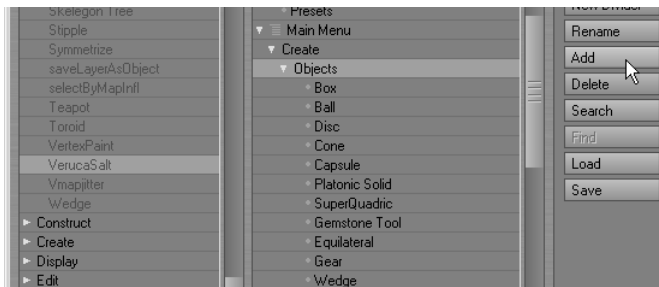 Skelegon Tree
Stipple
Symmetrize
saveLayerAsObject
selectByMapInfl
Teapot
Toroid
VertexPaint
VerucaSalt
Vmapjitter
Wedge
Construct
Create
Display
Edit
Presets
Main Menu
Create
Objects
Box
Ball
Disc
Cone
Capsule
Platonic Solid
SuperQuadric
Gemstone Tool
Equilateral
Gear
Wedge
New Divider
Rename
Add
Delete
Search
Find
Load
Save